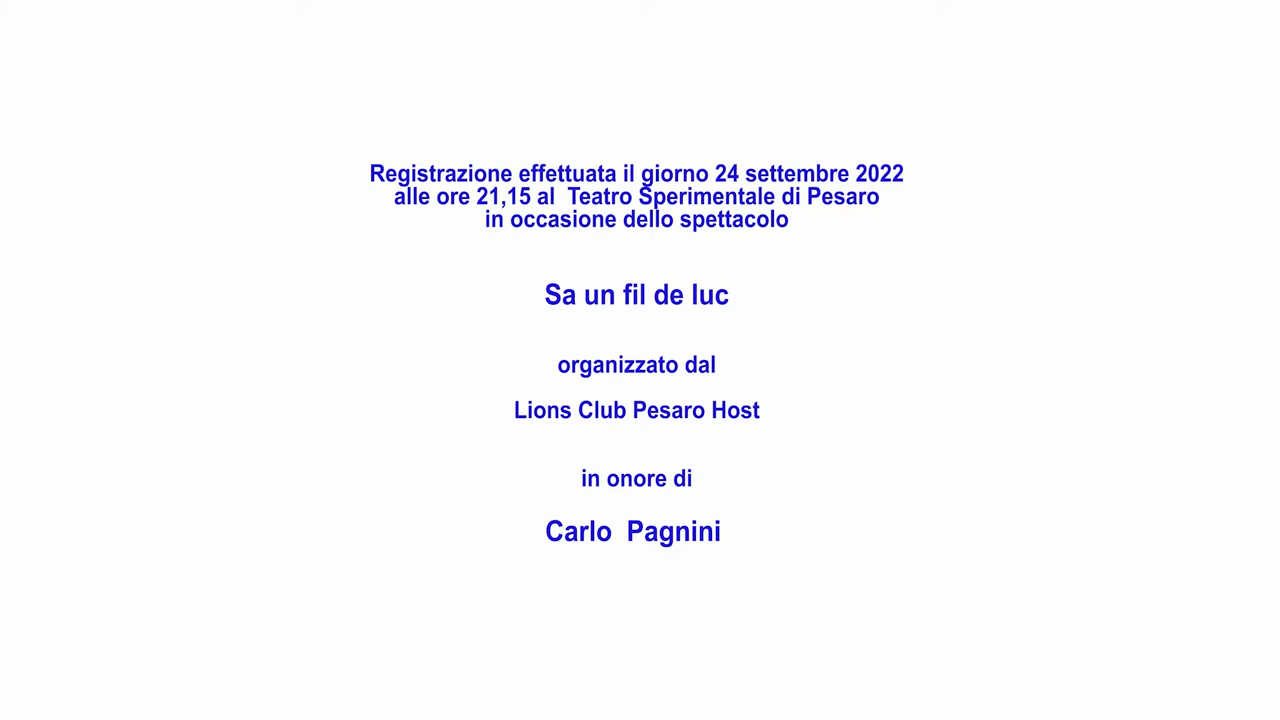 Registrazione effettuata il giorno 24 settembre 2022
alle ore 21,15 al  Teatro Sperimentale di Pesaro
in occasione dello spettacolo
Sa un fil de luc
organizzato dal
Lions Club Pesaro Host
in onore di
Carlo  Pagnini